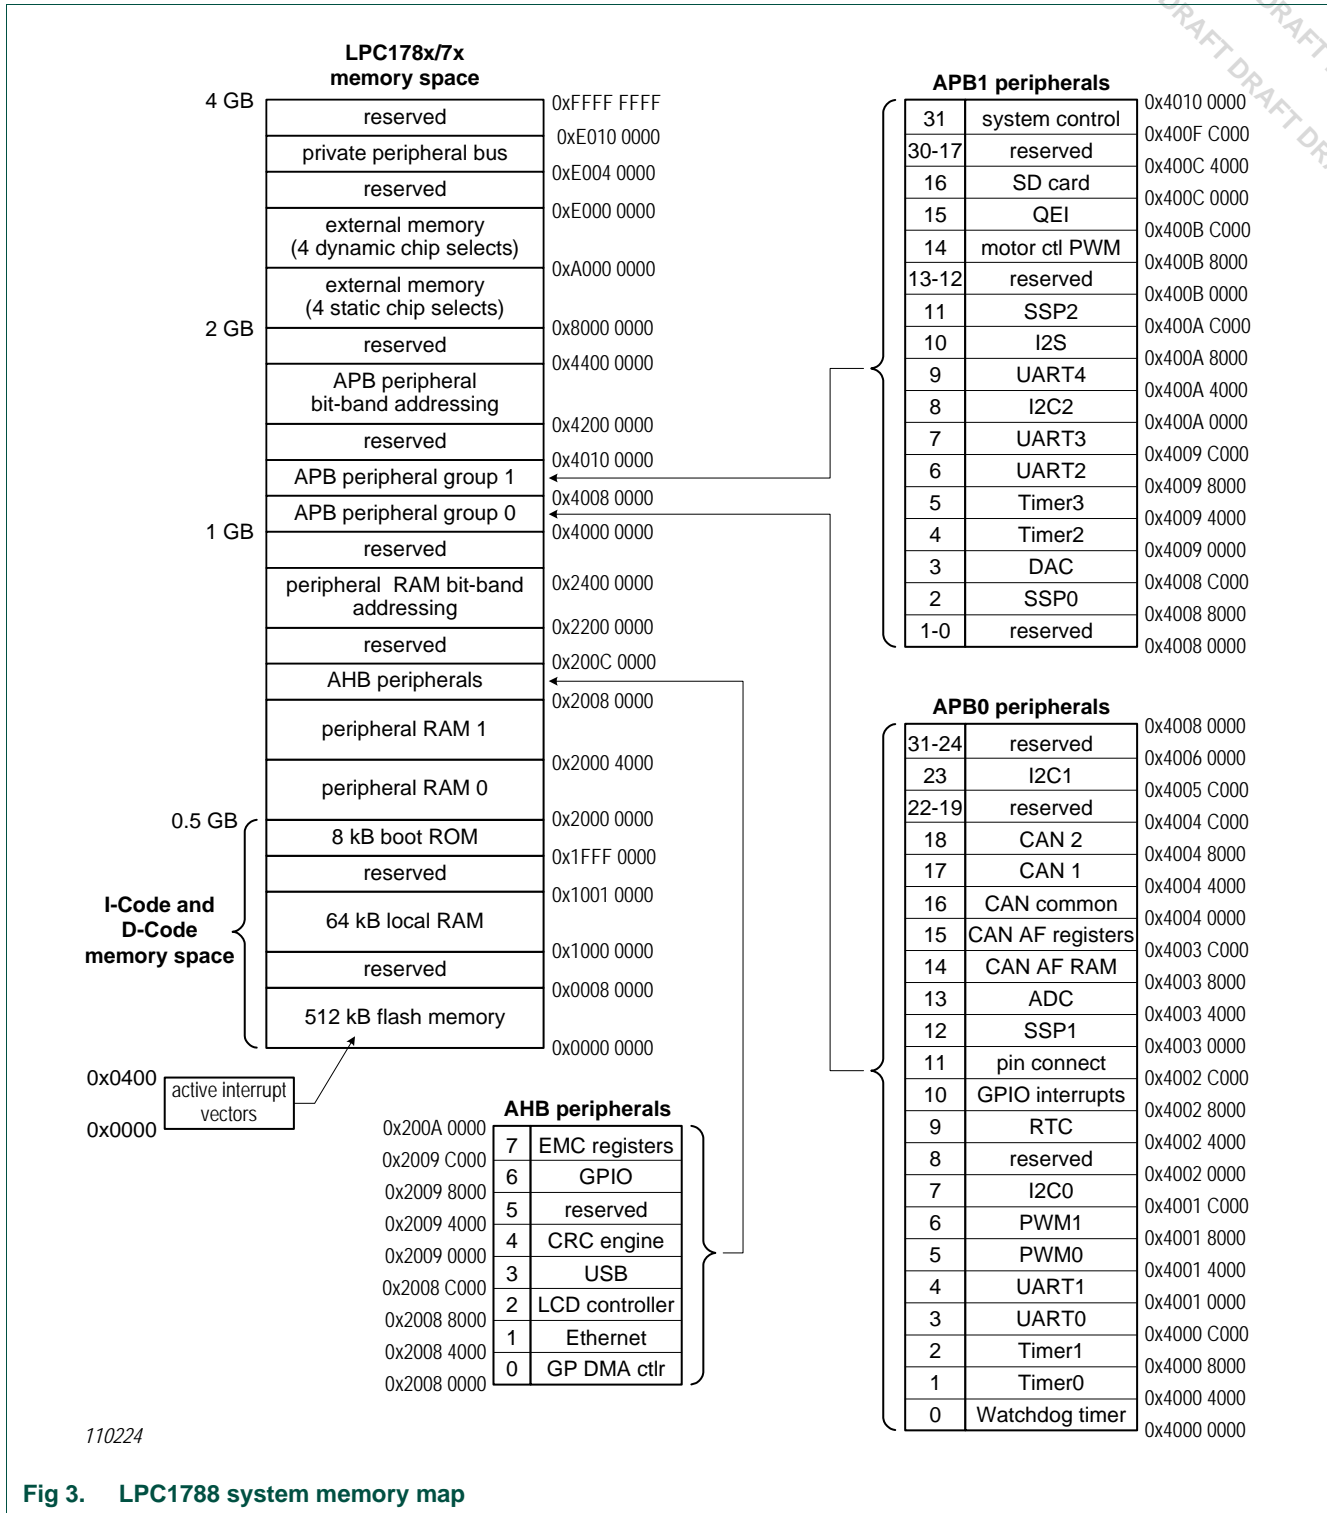 DRAFT DRAFT DRAFT
DRAFT
LPC178x/7x
memory space
4 GB
0xFFFF FFFF
reserved
0xE010 0000
private peripheral bus
0xE004 0000
reserved
0xE000 0000
external memory
(4 dynamic chip selects)
0xA000 0000
external memory
(4 static chip selects)
2 GB
0x8000 0000
reserved
0x4400 0000
APB peripheral
bit-band addressing
0x4200 0000
reserved
0x4010 0000
APB peripheral group 1
0x4008 0000
APB peripheral group 0
1 GB
0x4000 0000
reserved
0x2400 0000
peripheral RAM bit-band
addressing
0x2200 0000
reserved
0x200C 0000
AHB peripherals
0x2008 0000
peripheral RAM 1
0x2000 4000
peripheral RAM 0
0.5 GB
0x2000 0000
8 kB boot ROM
0x1FFF 0000
reserved
0x1001 0000
I-Code and
D-Code
memory space
64 kB local RAM
0x1000 0000
reserved
0x0008 0000
512 kB flash memory
0x0000 0000
0x0400
active interrupt
vectors
0x0000
AHB peripherals
0x200A 0000
7 EMC registers
0x2009 C000
6 GPIO
0x2009 8000
5 reserved
0x2009 4000
4 CRC engine
0x2009 0000
3 USB
0x2008 C000
2 LCD controller
0x2008 8000
1 Ethernet
0x2008 4000
0 GP DMA ctlr
0x2008 0000
APB1 peripherals
0x4010 0000
31 system control
0x400F C000
30-17 reserved
0x400C 4000
16 SD card
0x400C 0000
15 QEI
0x400B C000
14 motor ctl PWM
0x400B 8000
13-12 reserved
0x400B 0000
11 SSP2
0x400A C000
10 I2S
0x400A 8000
9 UART4
0x400A 4000
8 I2C2
0x400A 0000
7 UART3
0x4009 C000
6 UART2
0x4009 8000
5 Timer3
0x4009 4000
4 Timer2
0x4009 0000
3 DAC
0x4008 C000
2 SSP0
0x4008 8000
1-0 reserved
0x4008 0000
APB0 peripherals
0x4008 0000
31-24 reserved
0x4006 0000
23 I2C1
0x4005 C000
22-19 reserved
0x4004 C000
18 CAN 2
0x4004 8000
17 CAN 1
0x4004 4000
16 CAN common
0x4004 0000
15 CAN AF registers
0x4003 C000
14 CAN AF RAM
0x4003 8000
13 ADC
0x4003 4000
12 SSP1
0x4003 0000
11 pin connect
0x4002 C000
10 GPIO interrupts
0x4002 8000
9 RTC
0x4002 4000
8 reserved
0x4002 0000
7 I2C0
0x4001 C000
6 PWM1
0x4001 8000
5 PWM0
0x4001 4000
4 UART1
0x4001 0000
3 UART0
0x4000 C000
2 Timer1
0x4000 8000
1 Timer0
0x4000 4000
0 Watchdog timer
0x4000 0000
110224
Fig 3. LPC1788 system memory map